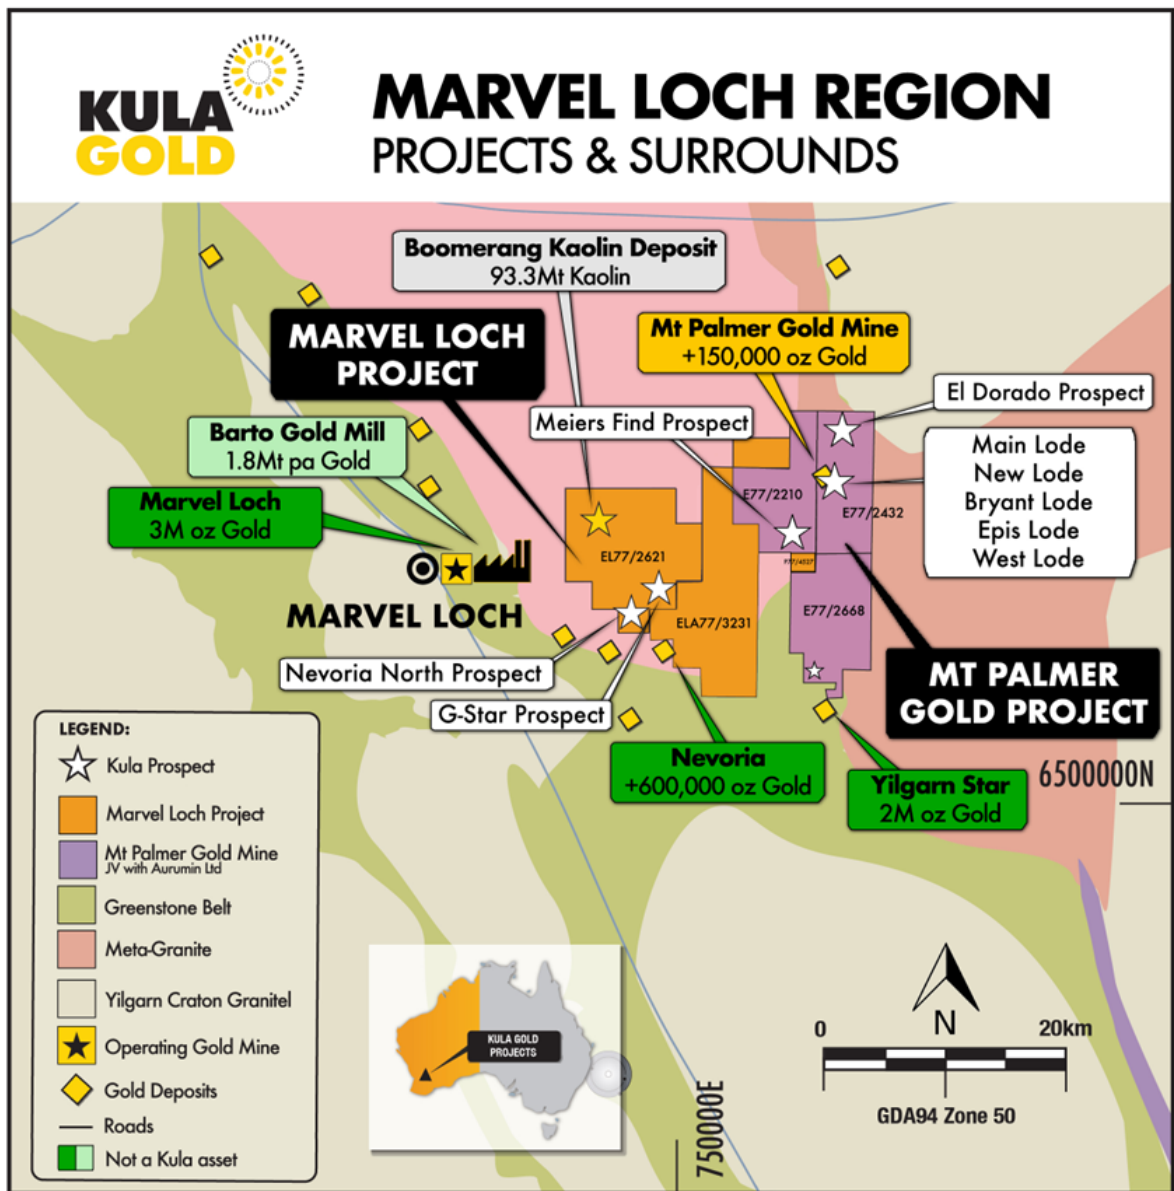 KULA
GOLD
MARVEL LOCH REGION
PROJECTS & SURROUNDS
Boomerang Kaolin Deposit
93.3Mt Kaolin
MARVEL LOCH
PROJECT
Mt Palmer Gold Mine
+150,000 oz Gold
El Dorado Prospect
Meiers Find Prospect
Barto Gold Mill
1.8Mt pa Gold
Main Lode
New Lode
Bryant Lode
Epis Lode
West Lode
Marvel Loch
3M oz Gold
E77/2210
E77/2432
EL77/2621
E77/2668
ELA77/3231
MARVEL LOCH
Nevoria North Prospect
G-Star Prospect
MT PALMER
GOLD PROJECT
Nevoria
+600,000 oz Gold
Yilgarn Star
2M oz Gold
6500000N
LEGEND:
Kula Prospect
Marvel Loch Project
Mt Palmer Gold Mine
JV with Aurumin Ltd
Greenstone Belt
Meta-Granite
Yilgarn Craton Granitel
Operating Gold Mine
Gold Deposits
Roads
Not a Kula asset
KULA GOLD
PROJECTS
750000E
N
0 20km
GDA94 Zone 50